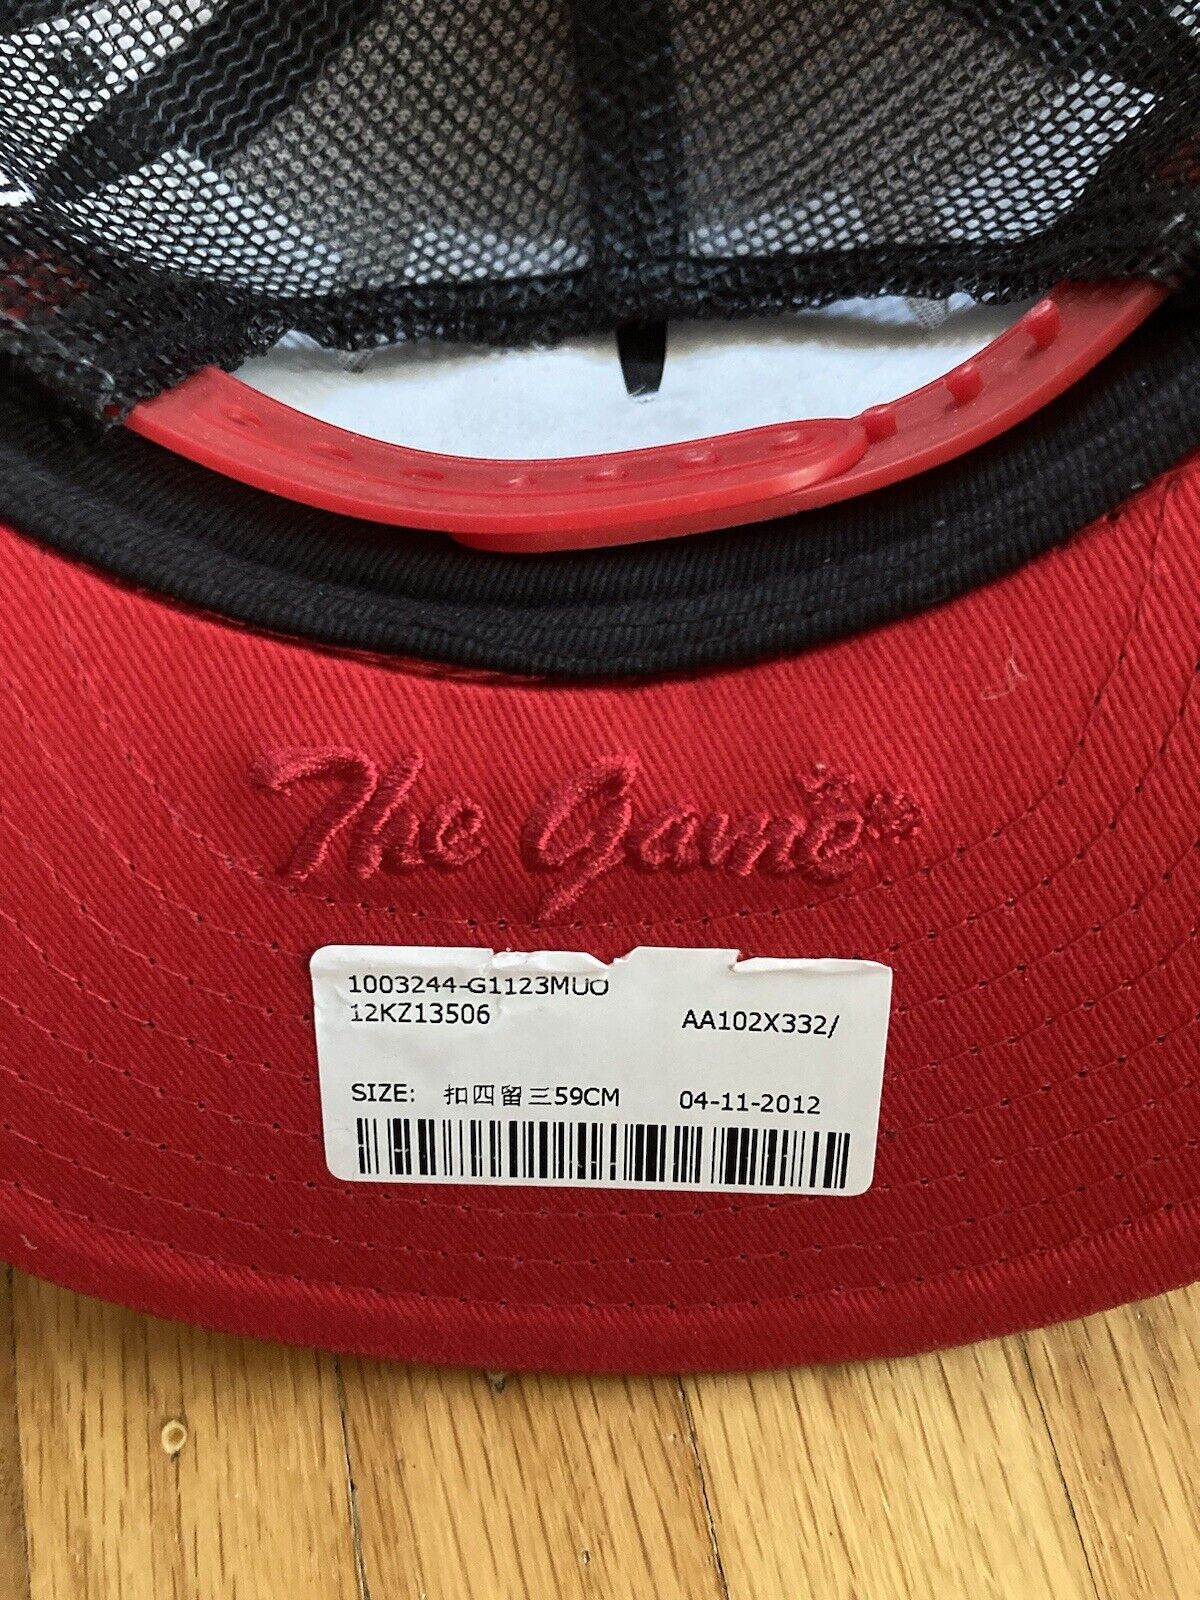 The Game
1003244-G1123MUO
12KZ13506 AA102X332/
SIZE: 扣四留三59CM 04-11-2012